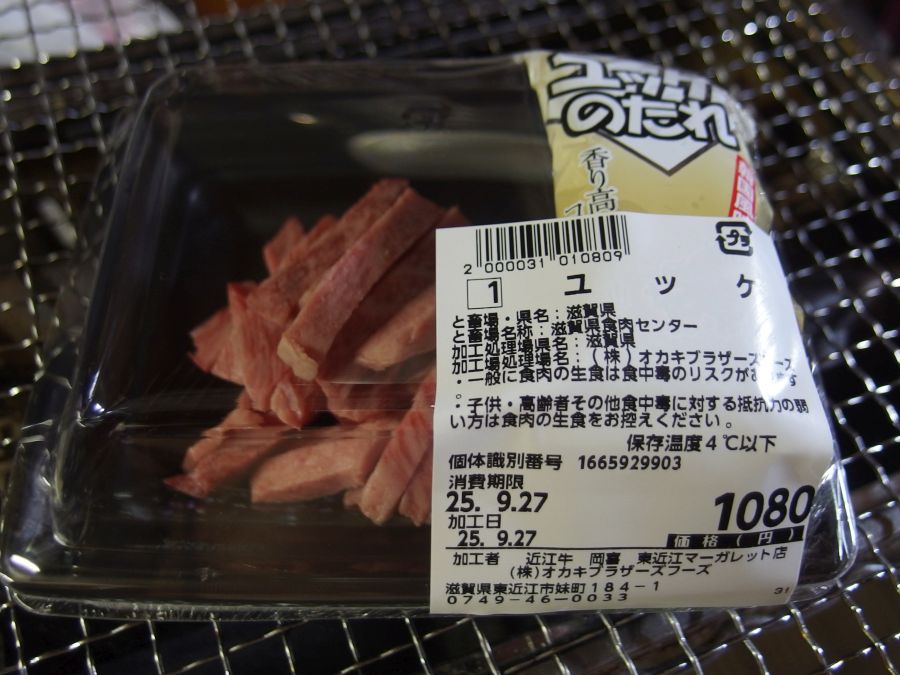 ユッケ
のたれ
香り高
2 000031 010809
プラ
1 ユッケ
と畜場・県名:滋賀県
と畜場名称:滋賀県食肉センター
加工処理場県名:滋賀県
加工場処理場名:(株)オカキブラザーズフーズ
・一般に食肉の生食は食中毒のリスクがあります
。
・子供・高齢者その他食中毒に対する抵抗力の弱
い方は食肉の生食をお控えください。
保存温度4℃以下
個体識別番号 1665929903
消費期限
25. 9.27
1080
加工日
価格(円)
25. 9.27
加工者 近江牛 岡喜 東近江マーガレット店
(株)オカキブラザーズフーズ
滋賀県東近江市妹町184-1
0749-46-0033
31